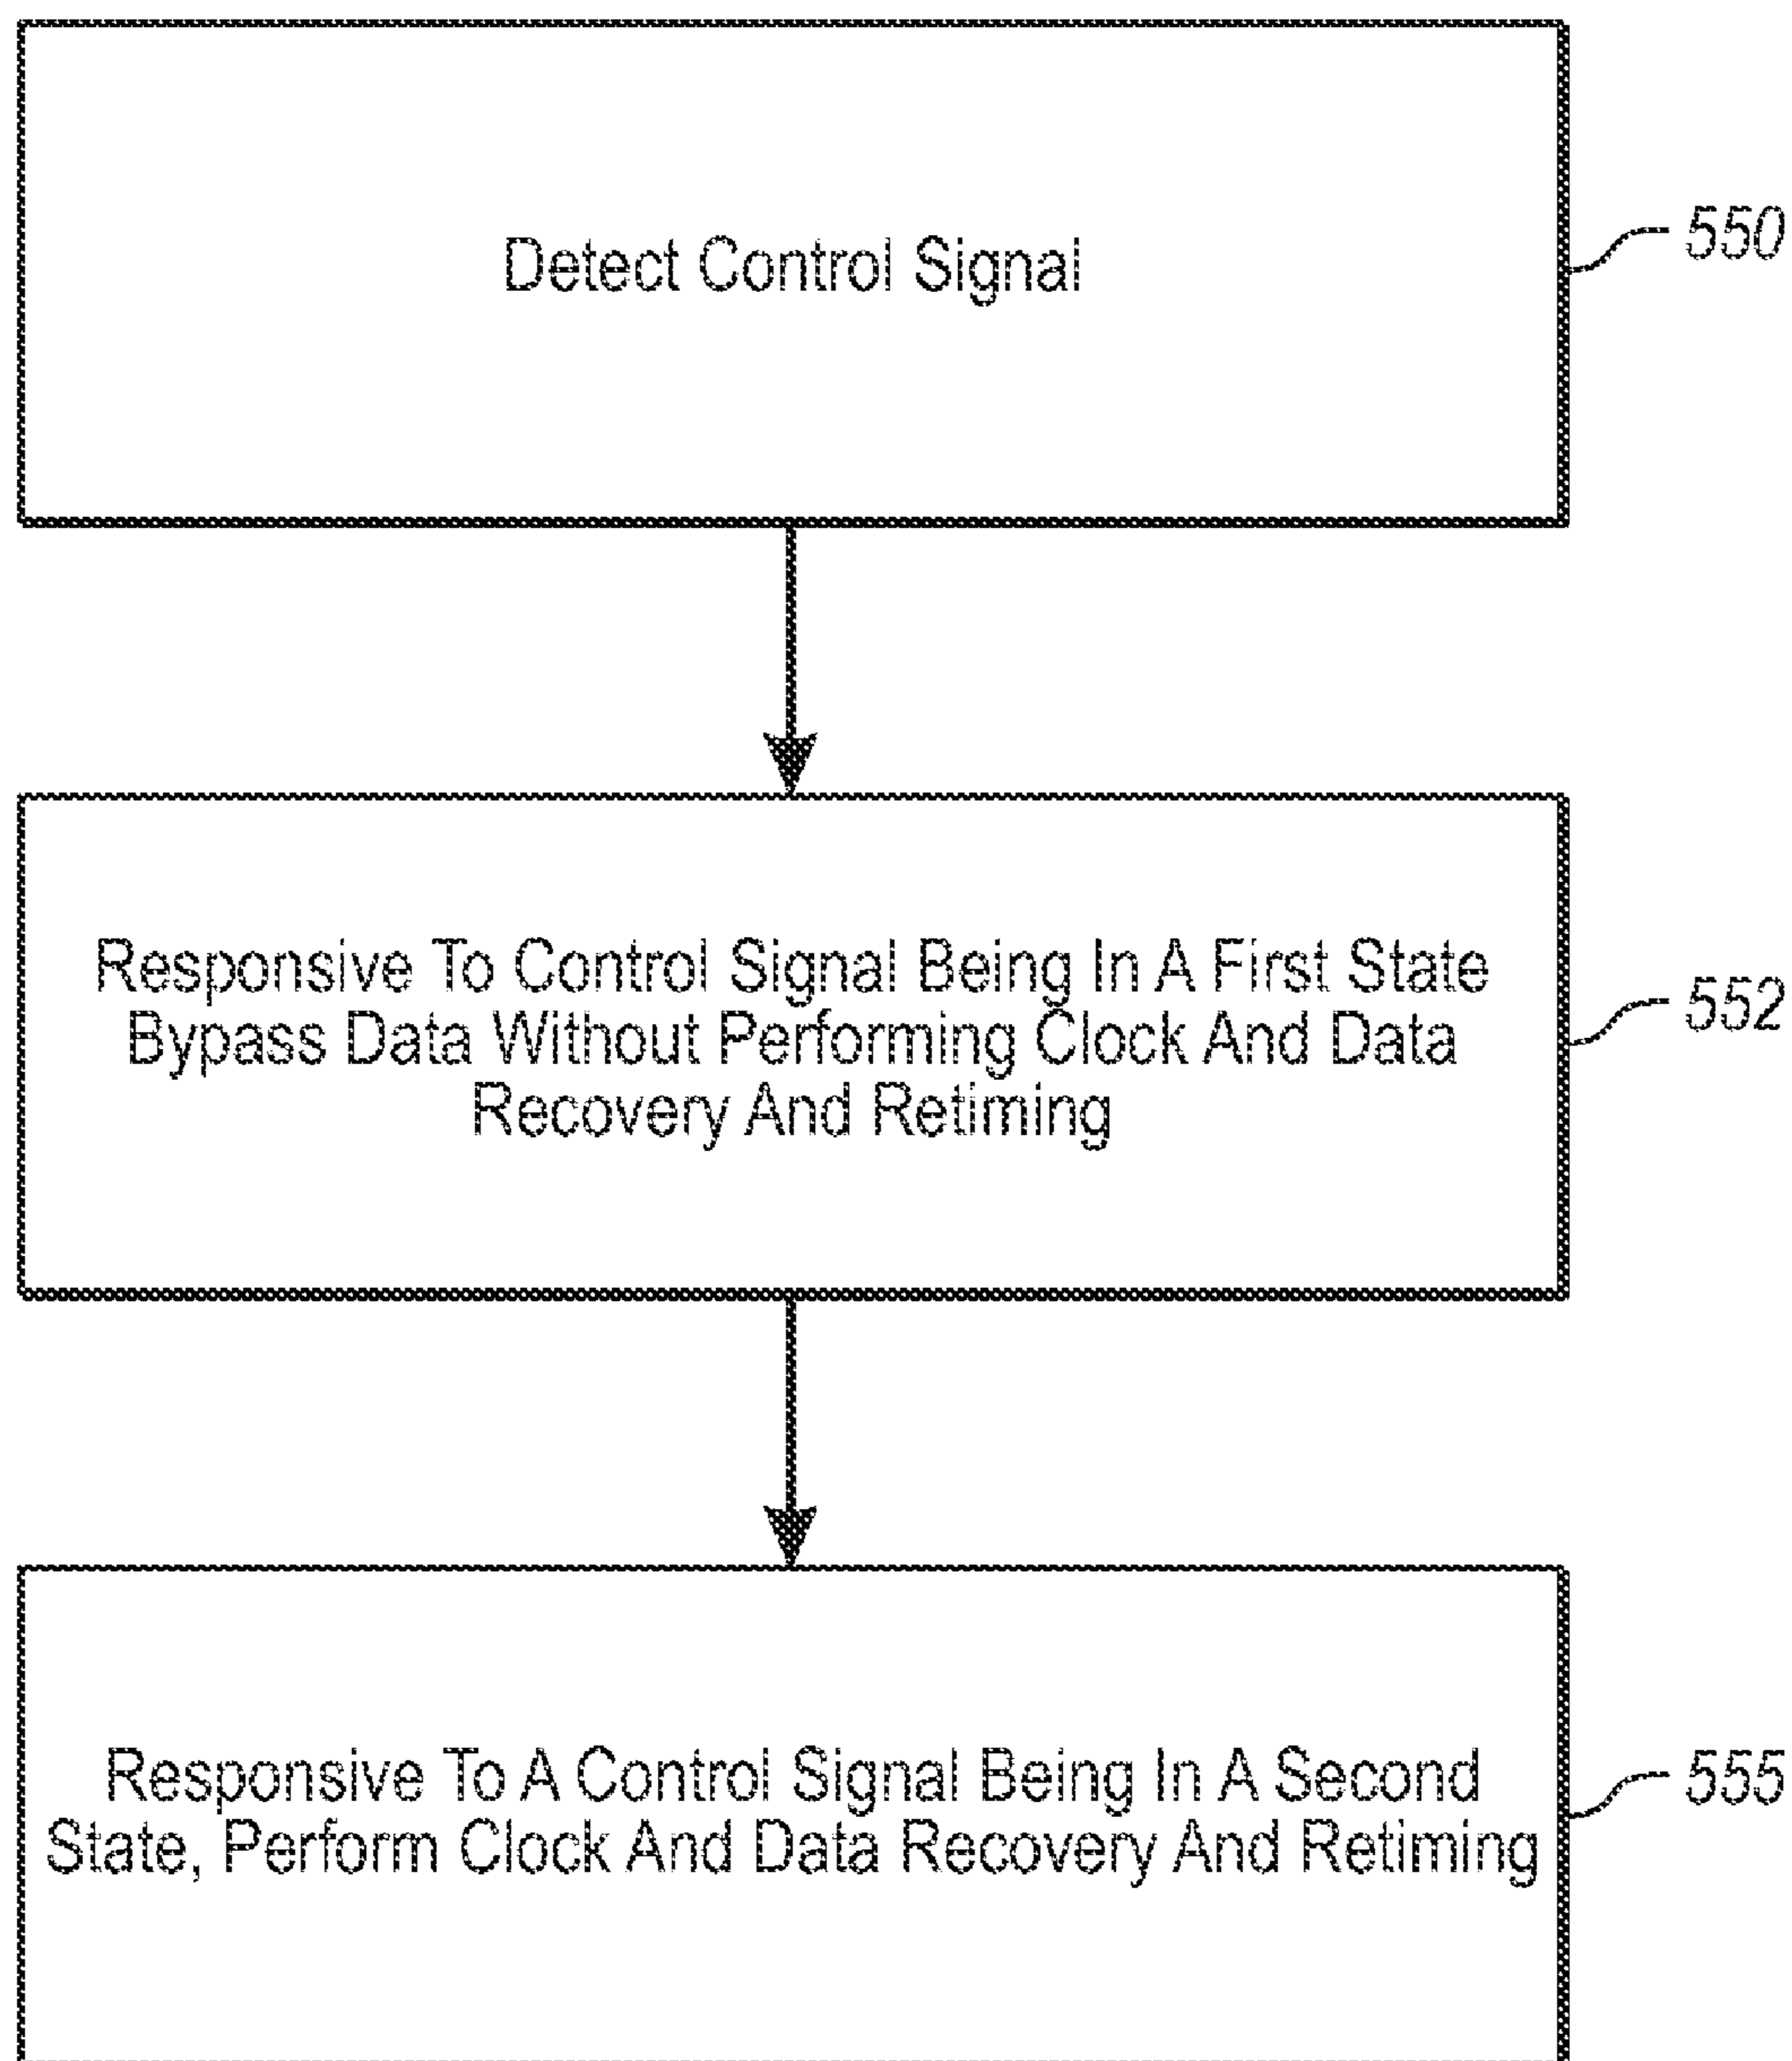 Detect Control Signal
550
Responsive To Control Signal Being In A First State
Bypass Data Without Performing Clock And Data
Recovery And Retiming
552
Responsive To A Control Signal Being In A Second
State, Perform Clock And Data Recovery And Retiming
555